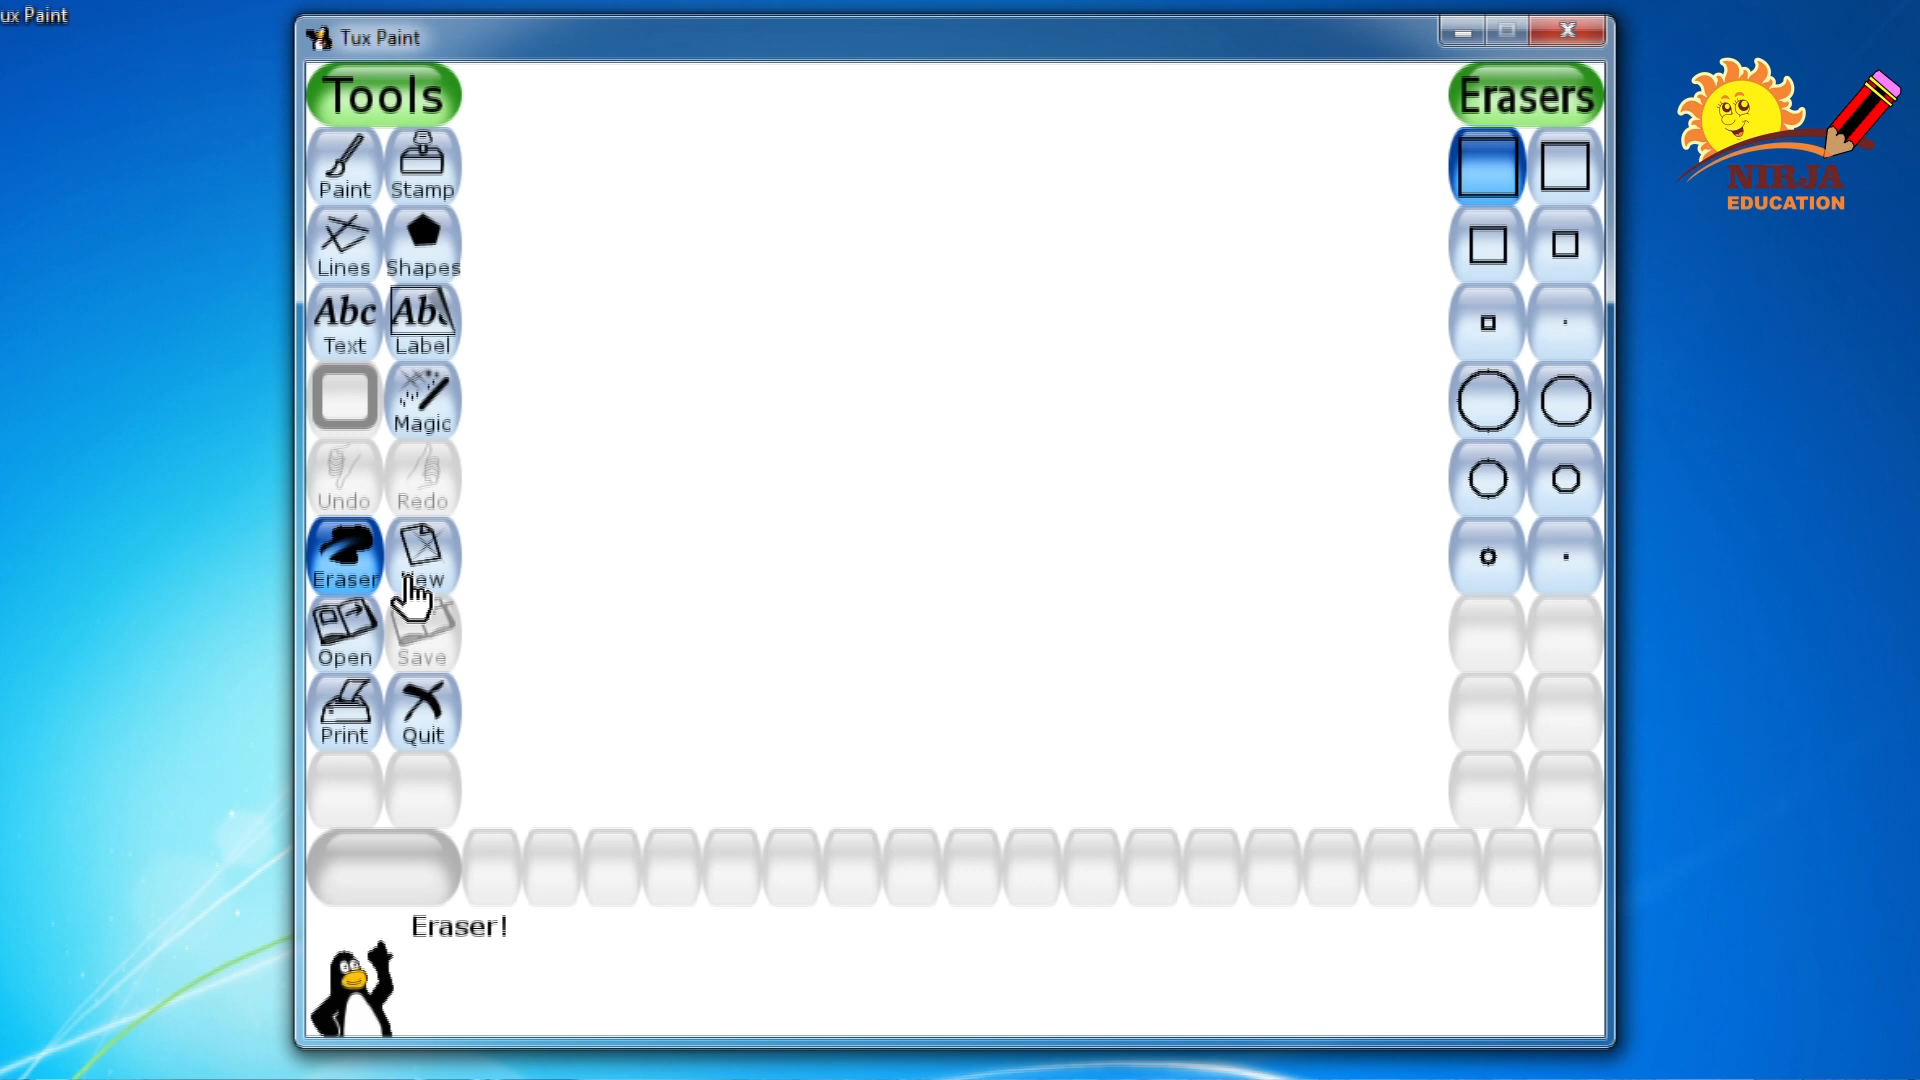 ux Paint
Tux Paint
Tools
Erasers
Paint
Stamp
Lines
Shapes
Abc
Text
Label
Magic
Undo
Redo
Eraser
New
Open
Save
Print
Quit
Eraser!
NIRJA
EDUCATION